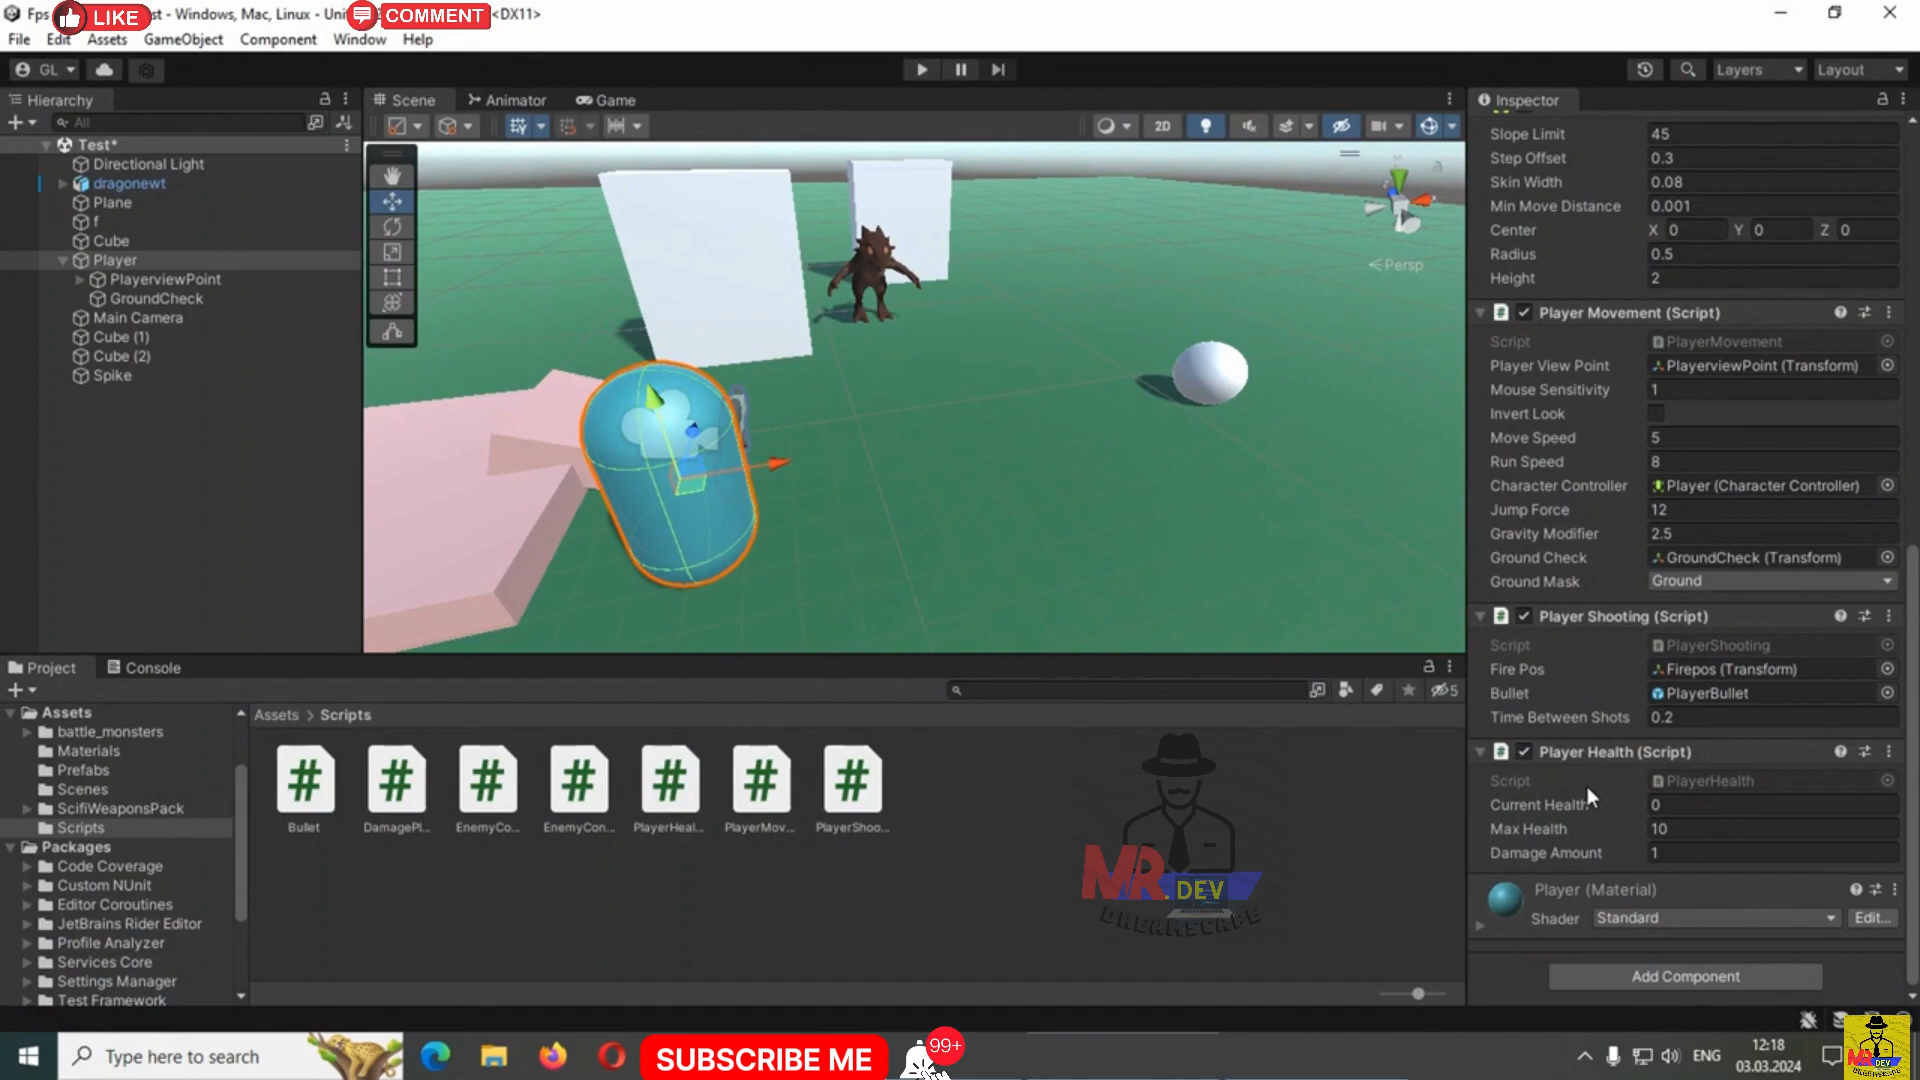 Fps
LIKE
st - Windows, Mac, Linux - Uni
COMMENT
<DX11>
File Edit Assets GameObject Component Window Help
GL
Layers
Layout
Hierarchy
All
Test*
Directional Light
dragonewt
Plane
f
Cube
Player
PlayerviewPoint
GroundCheck
Main Camera
Cube (1)
Cube (2)
Spike
Scene
Animator
Game
2D
Persp
Inspector
Slope Limit 45
Step Offset 0.3
Skin Width 0.08
Min Move Distance 0.001
Center X 0 Y 0 Z 0
Radius 0.5
Height 2
Player Movement (Script)
Script PlayerMovement
Player View Point PlayerviewPoint (Transform)
Mouse Sensitivity 1
Invert Look
Move Speed 5
Run Speed 8
Character Controller Player (Character Controller)
Jump Force 12
Gravity Modifier 2.5
Ground Check GroundCheck (Transform)
Ground Mask Ground
Player Shooting (Script)
Script PlayerShooting
Fire Pos Firepos (Transform)
Bullet PlayerBullet
Time Between Shots 0.2
Player Health (Script)
Script PlayerHealth
Current Health 0
Max Health 10
Damage Amount 1
Player (Material)
Shader Standard Edit...
Add Component
Project
Console
5
Assets
battle_monsters
Materials
Prefabs
Scenes
ScifiWeaponsPack
Scripts
Packages
Code Coverage
Custom NUnit
Editor Coroutines
JetBrains Rider Editor
Profile Analyzer
Services Core
Settings Manager
Test Framework
Assets > Scripts
Bullet
DamagePl...
EnemyCo...
EnemyCon...
PlayerHeal...
PlayerMov...
PlayerShoo...
MR.DEV
DREAMSCAPE
Type here to search
SUBSCRIBE ME
99+
ENG
12:18
03.03.2024